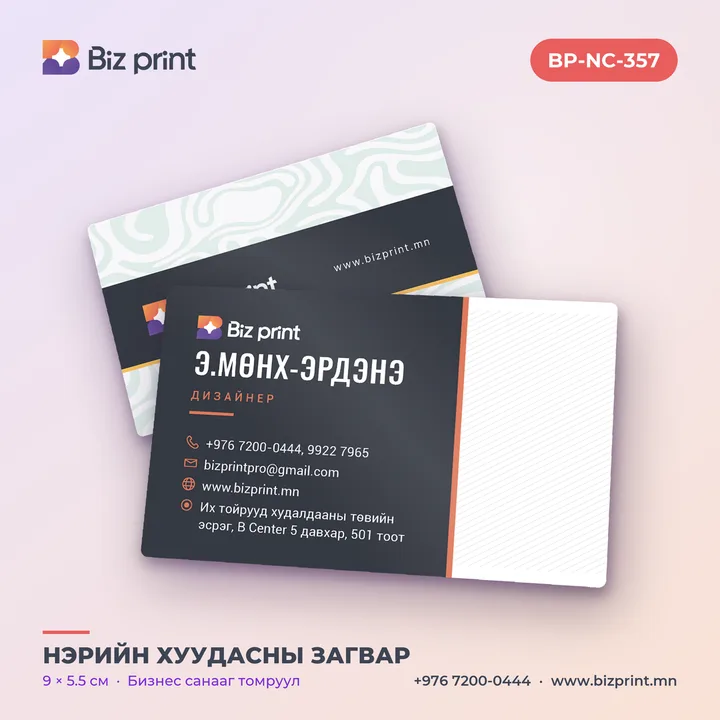 Biz print
BP-NC-357
www.bizprint.mn
Biz print
Э.МӨНХ-ЭРДЭНЭ
ДИЗАЙНЕР
+976 7200-0444, 9922 7965
bizprintpro@gmail.com
www.bizprint.mn
Их тойрууд худалдааны төвийн
эсрэг, B Center 5 давхар, 501 тоот
НЭРИЙН ХУУДАСНЫ ЗАГВАР
9 × 5.5 см · Бизнес санааг томруул
+976 7200-0444 · www.bizprint.mn